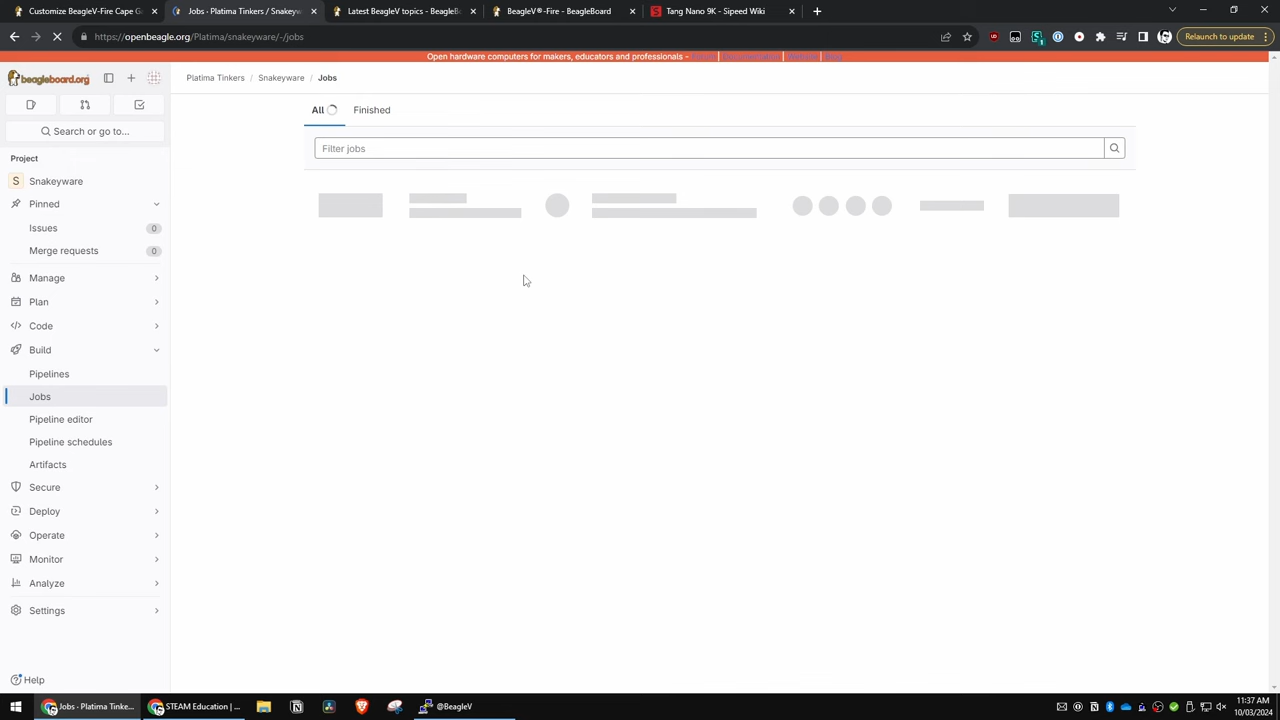 Customize BeagleV-Fire Cape Ga
Jobs · Platima Tinkers / Snakeyw
Latest BeagleV topics - BeagleBo
BeagleV®-Fire - BeagleBoard
Tang Nano 9K - Sipeed Wiki
https://openbeagle.org/Platima/snakeyware/-/jobs
Relaunch to update
Open hardware computers for makers, educators and professionals -
beagleboard.org
Platima Tinkers / Snakeyware / Jobs
All
Finished
Search or go to...
Filter jobs
Project
S Snakeyware
Pinned
Issues 0
Merge requests 0
Manage
Plan
Code
Build
Pipelines
Jobs
Pipeline editor
Pipeline schedules
Artifacts
Secure
Deploy
Operate
Monitor
Analyze
Settings
Help
Jobs · Platima Tinke...
STEAM Education | ...
@BeagleV
11:37 AM
10/03/2024